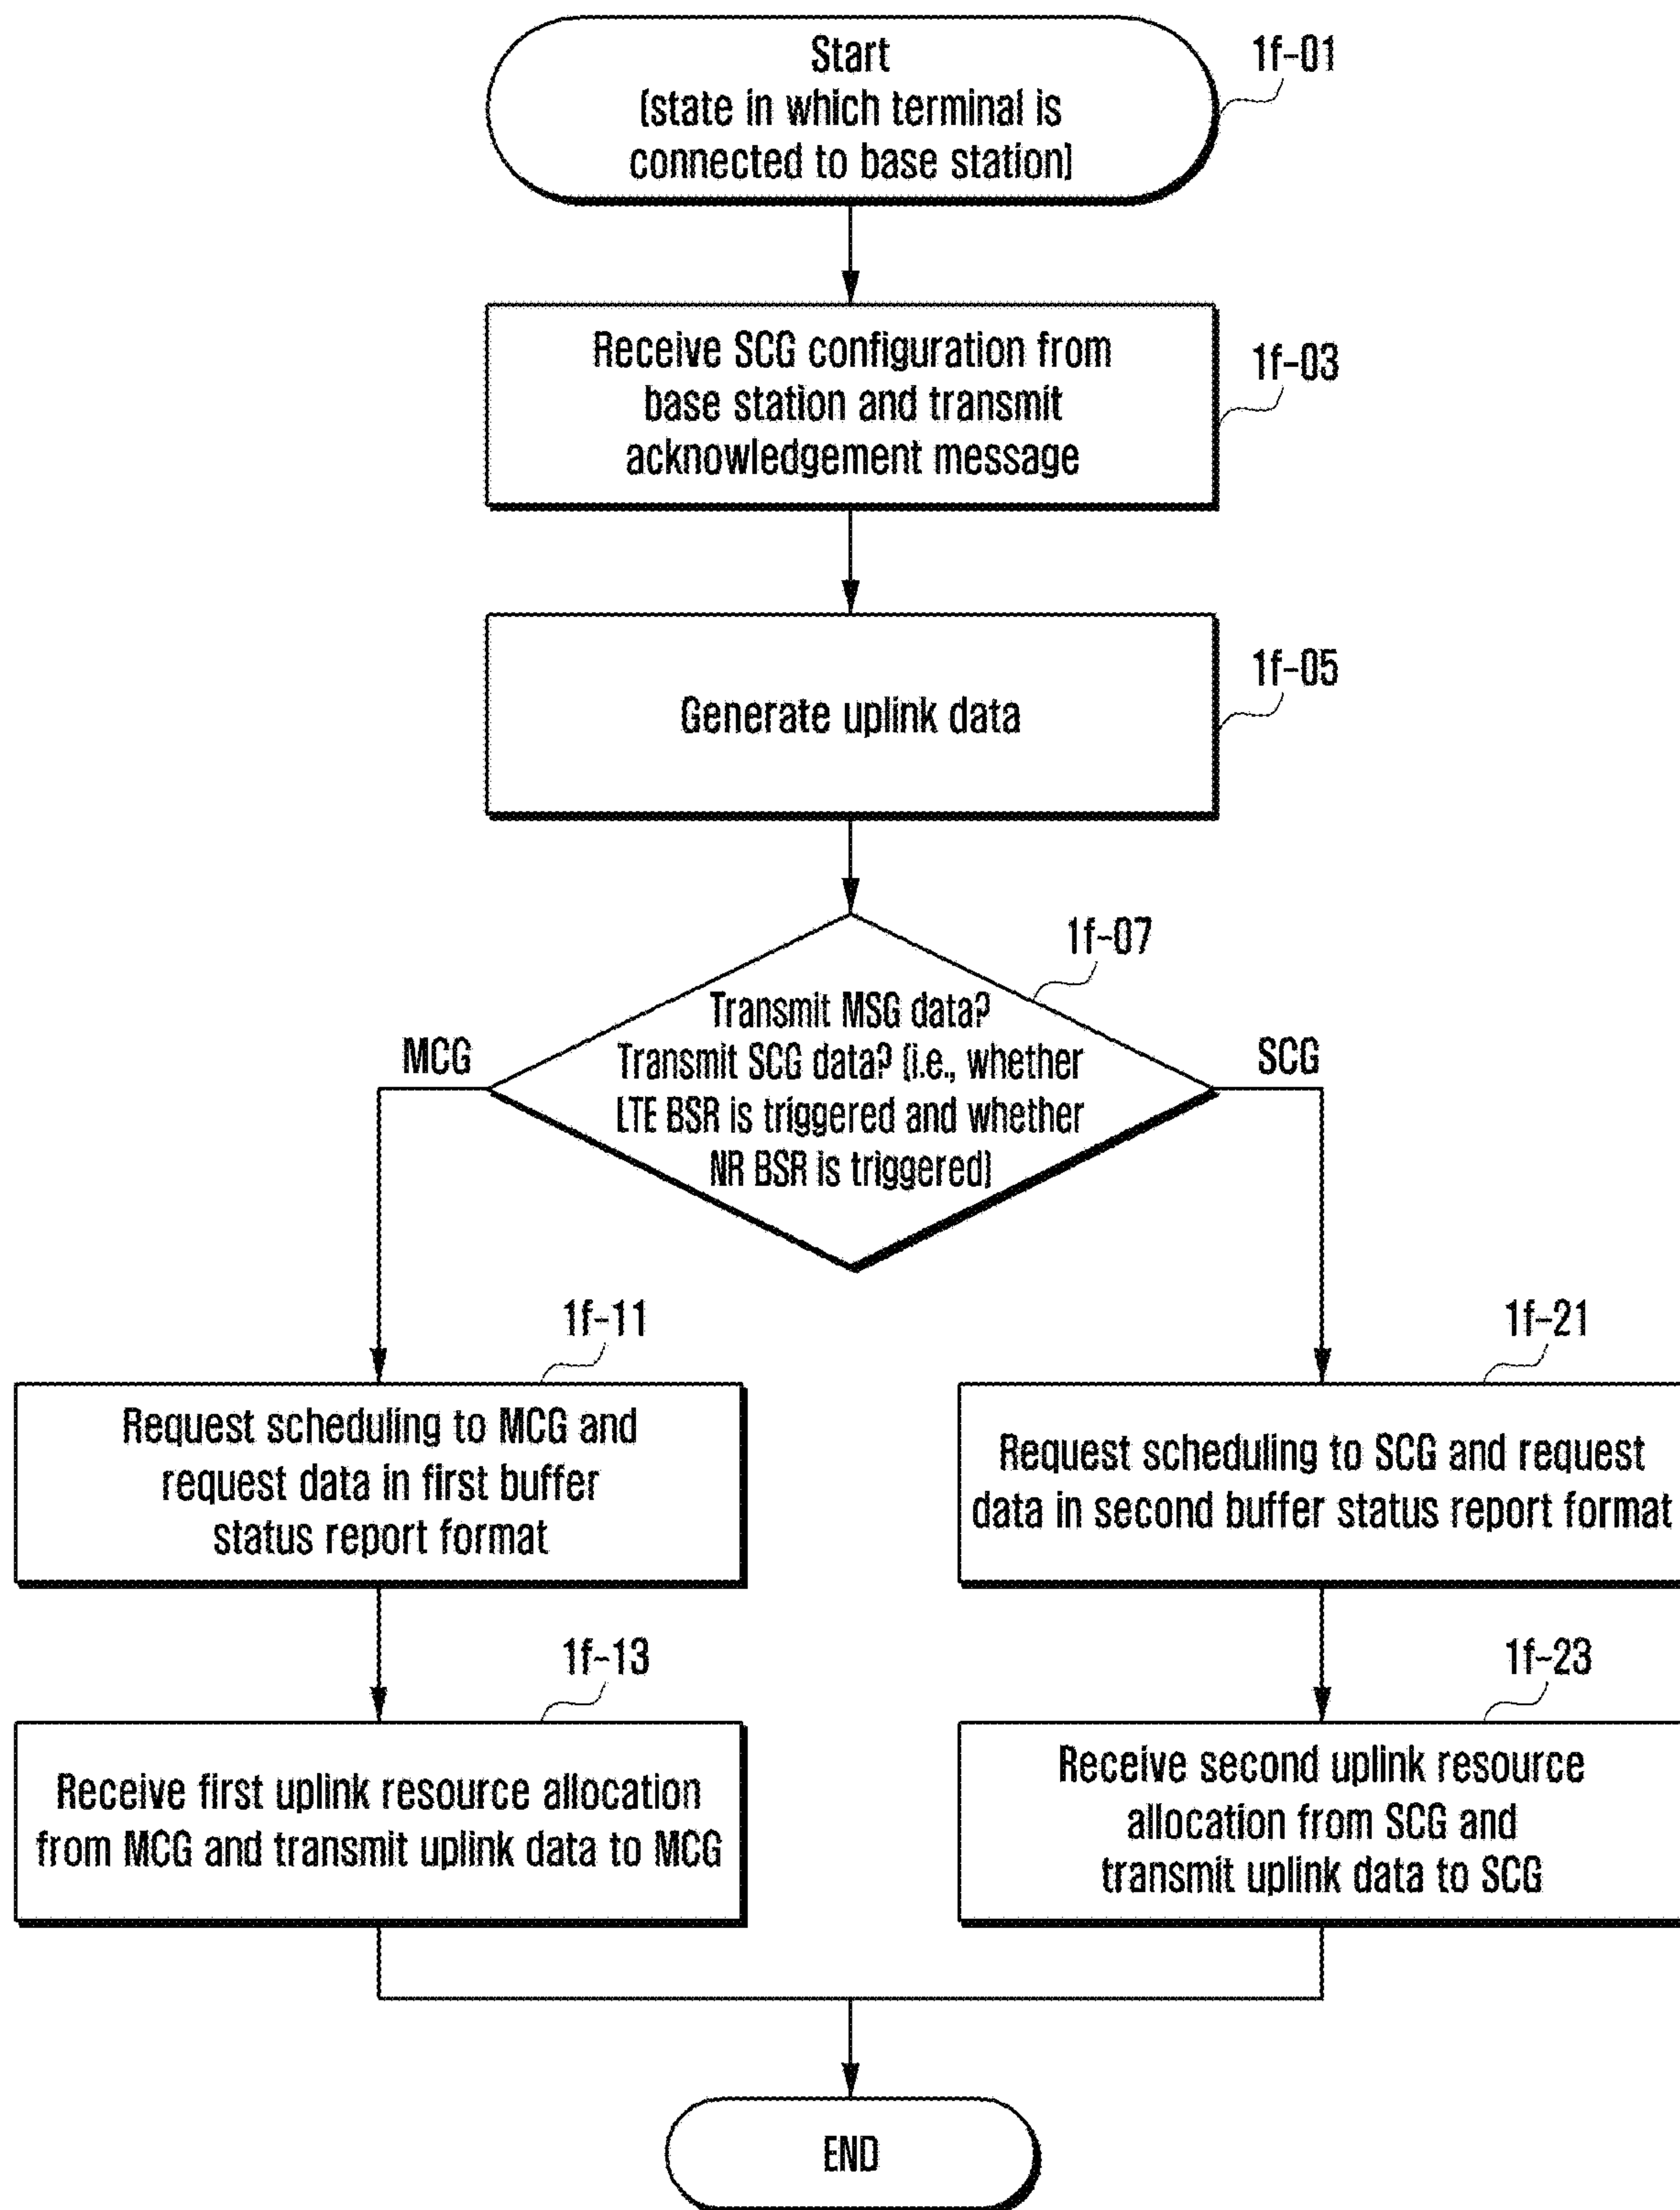 Start
(state in which terminal is
connected to base station)
1f-01
Receive SCG configuration from
base station and transmit
acknowledgement message
1f-03
Generate uplink data
1f-05
1f-07
Transmit MSG data?
Transmit SCG data? (i.e., whether
LTE BSR is triggered and whether
NR BSR is triggered)
MCG
SCG
1f-11
Request scheduling to MCG and
request data in first buffer
status report format
1f-21
Request scheduling to SCG and request
data in second buffer status report format
1f-13
Receive first uplink resource allocation
from MCG and transmit uplink data to MCG
1f-23
Receive second uplink resource
allocation from SCG and
transmit uplink data to SCG
END